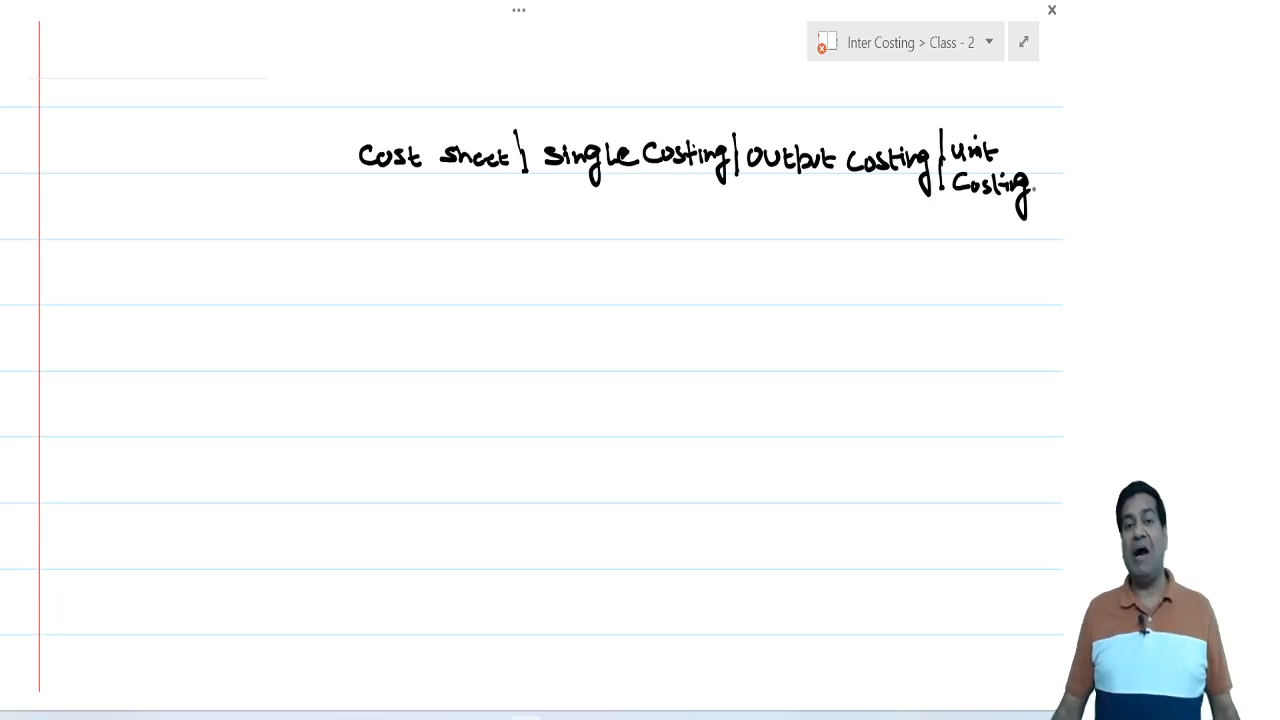 Inter Costing > Class - 2
Cost sheet | Single Costing | Output Costing | Unit
Costing